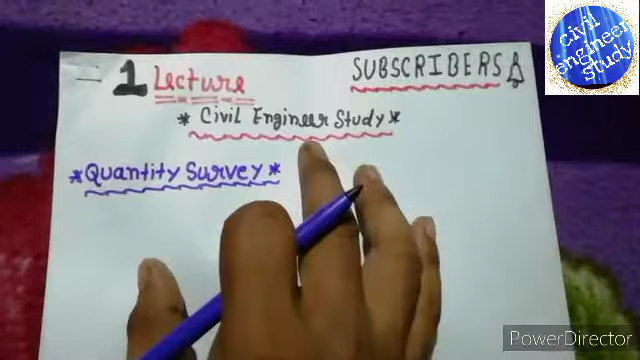 1 Lecture
SUBSCRIBERS
* Civil Engineer Study *
* Quantity Survey *
civil
engineer
study
PowerDirector